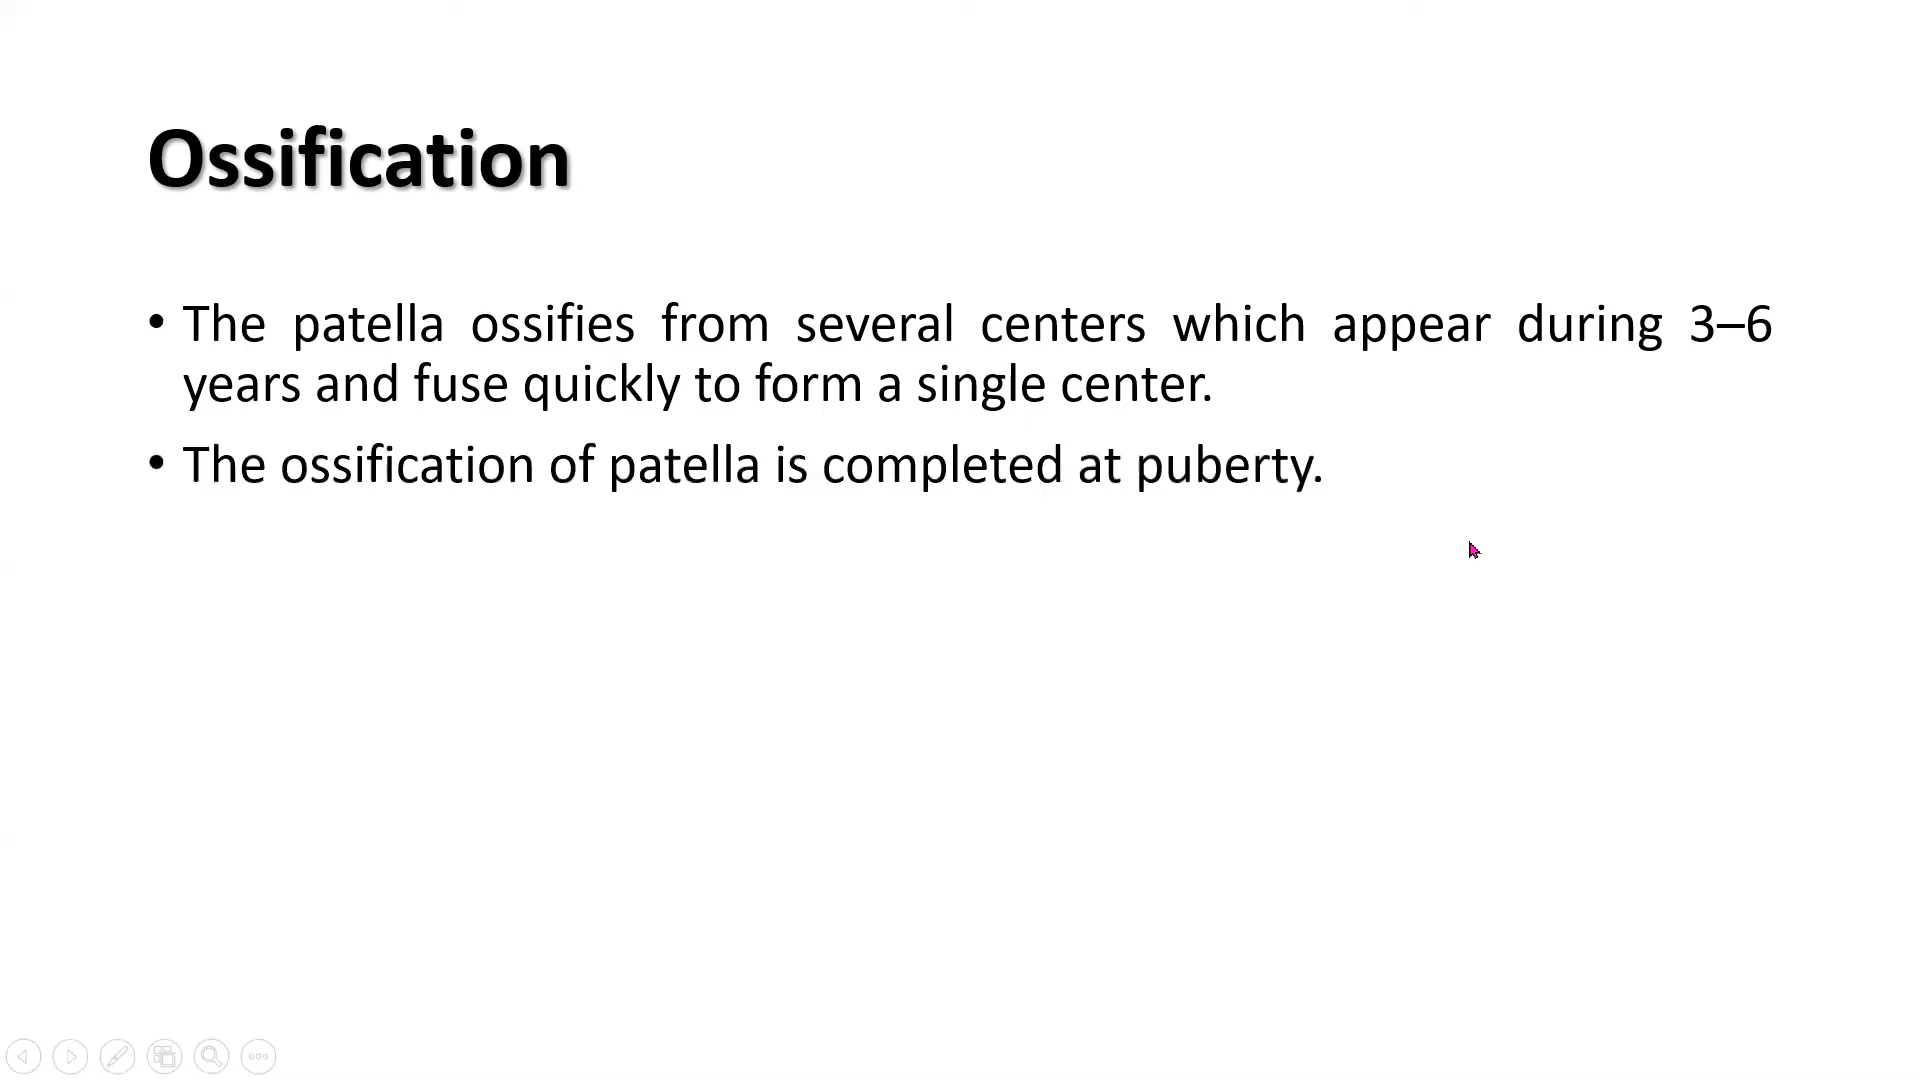 Ossification
• The patella ossifies from several centers which appear during 3–6
years and fuse quickly to form a single center.
• The ossification of patella is completed at puberty.